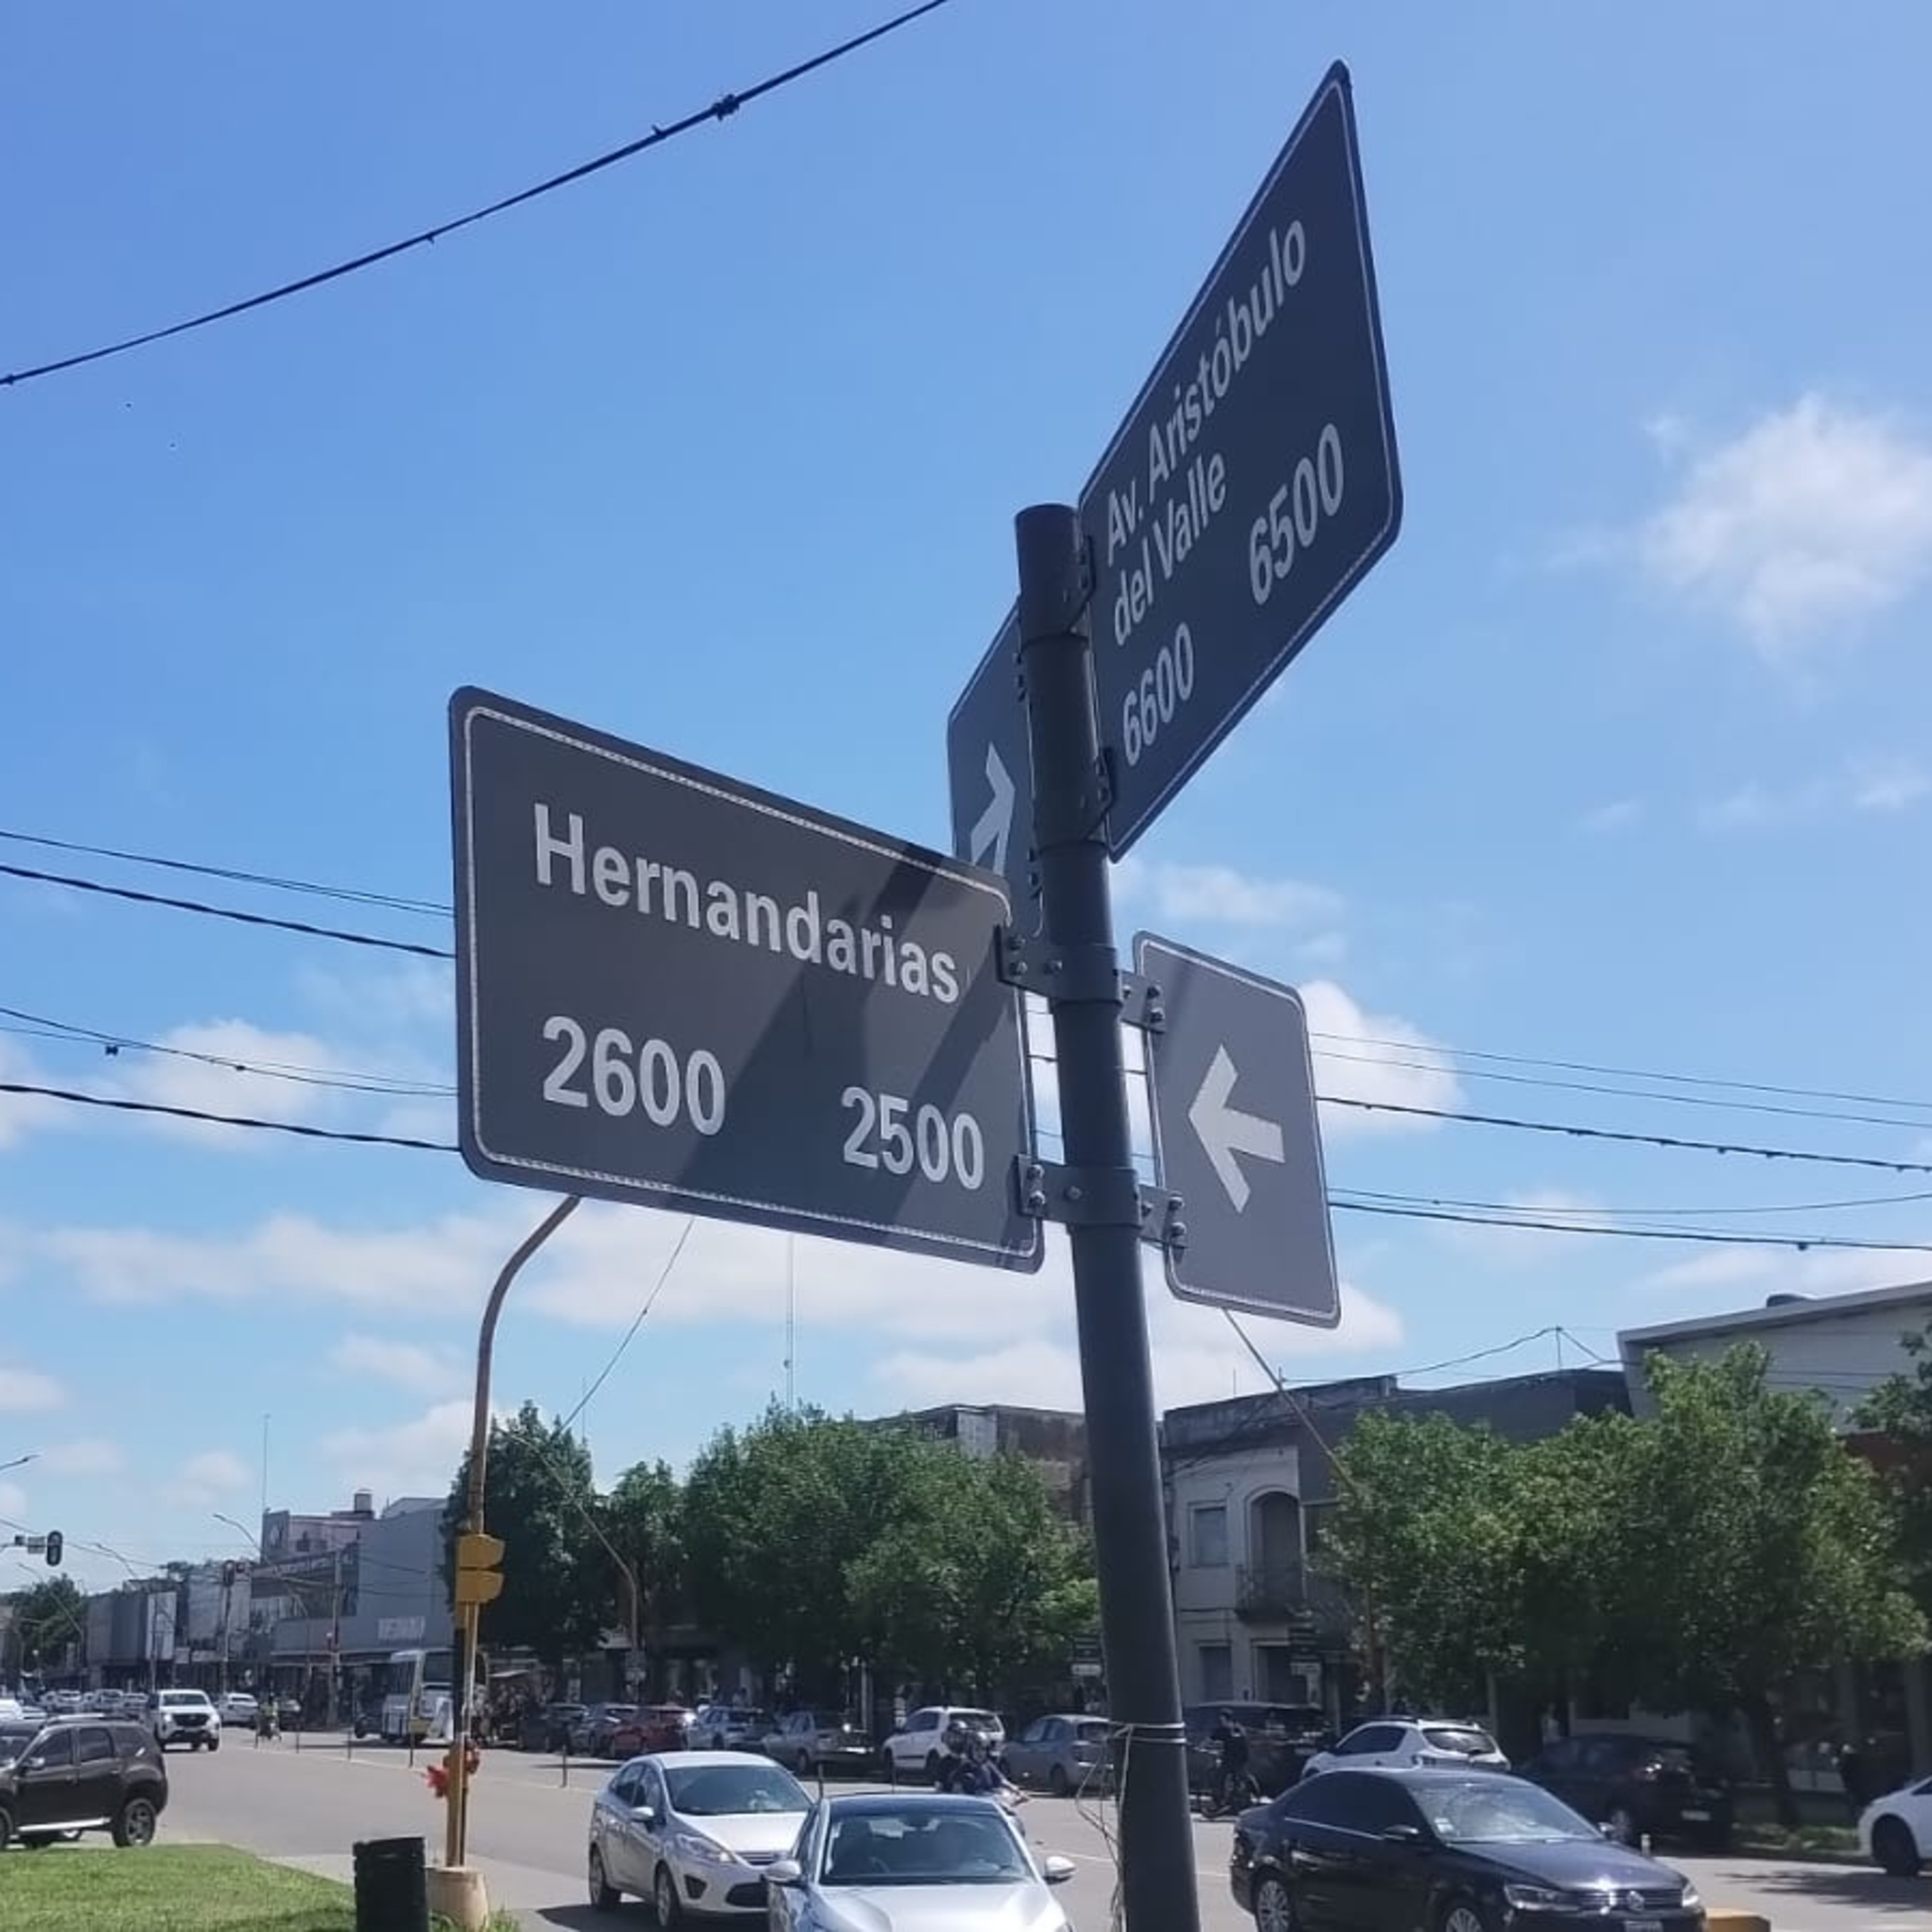 Av. Aristóbulo
del Valle
6600 6500
Hernandarias
2600 2500